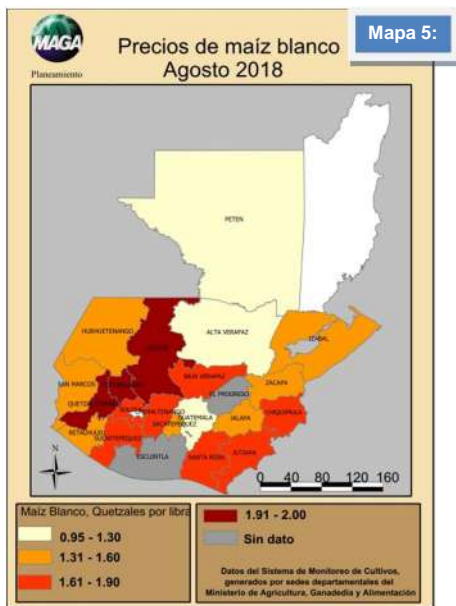 MAGA
Planeamiento
Precios de maíz blanco
Agosto 2018
Mapa 5:
PETEN
HUEHUETENANGO
ALTA VERAPAZ
IZABAL
SAN MARCOS
BAJA VERAPAZ
ZACAPA
EL PROGRESO
CHIQUIMULA
GUATEMALA
JALAPA
SACATEPEQUEZ
RETALHULEU
SUCHITEPEQUEZ
ESCUINTLA
SANTA ROSA
JUTIAPA
N
0 40 80 120 160
Maíz Blanco, Quetzales por libra
0.95 - 1.30
1.31 - 1.60
1.61 - 1.90
1.91 - 2.00
Sin dato
Datos del Sistema de Monitoreo de Cultivos,
generados por sedes departamentales del
Ministerio de Agricultura, Ganadedia y Alimentación